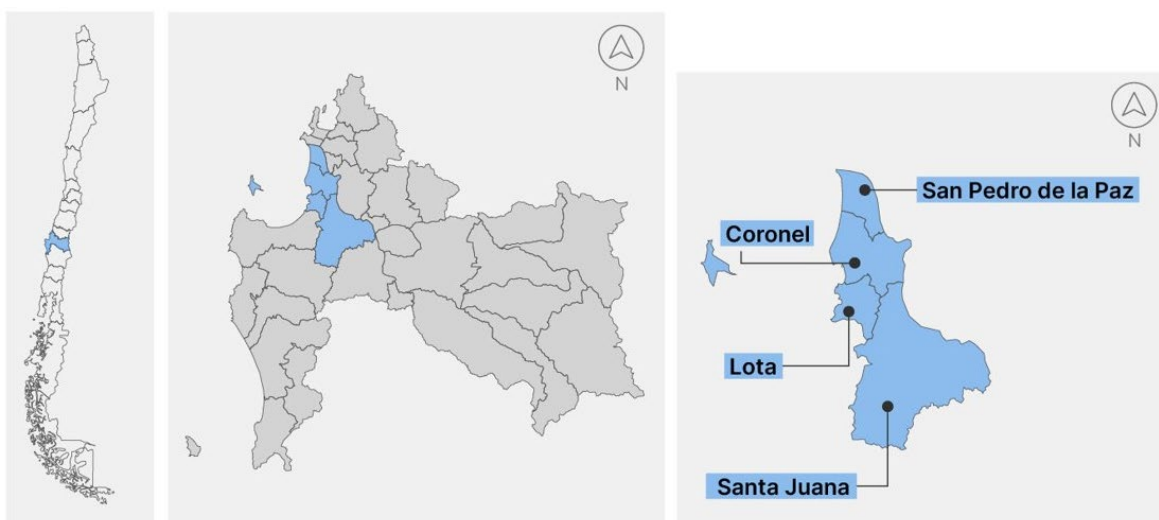 N
N
San Pedro de la Paz
Coronel
Lota
Santa Juana